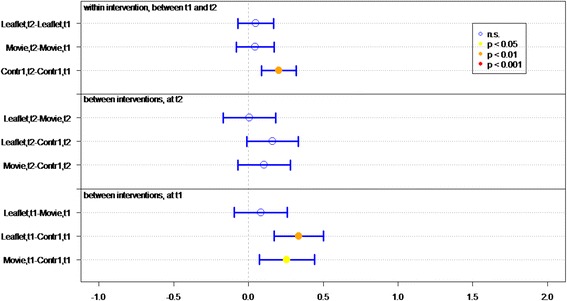 within intervention, between t1 and t2
Leaflet,t2-Leaflet,t1
Movie,t2-Movie,t1
Contr1,t2-Contr1,t1
n.s.
p < 0.05
p < 0.01
p < 0.001
between interventions, at t2
Leaflet,t2-Movie,t2
Leaflet,t2-Contr1,t2
Movie,t2-Contr1,t2
between interventions, at t1
Leaflet,t1-Movie,t1
Leaflet,t1-Contr1,t1
Movie,t1-Contr1,t1
-1.0 -0.5 0.0 0.5 1.0 1.5 2.0